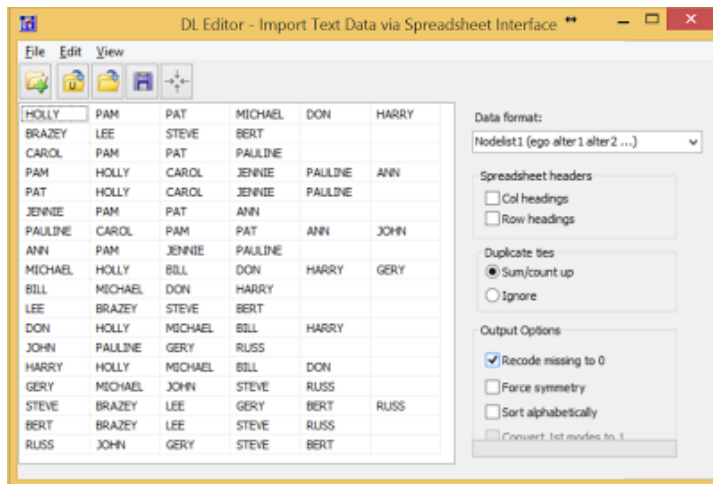 DL Editor - Import Text Data via Spreadsheet Interface
File Edit View
HOLLY PAM PAT MICHAEL DON HARRY
BRAZEY LEE STEVE BERT
CAROL PAM PAT PAULINE
PAM HOLLY CAROL JENNIE PAULINE ANN
PAT HOLLY CAROL JENNIE PAULINE
JENNIE PAM PAT ANN
PAULINE CAROL PAM PAT ANN JOHN
ANN PAM JENNIE PAULINE
MICHAEL HOLLY BILL DON HARRY GERY
BILL MICHAEL DON HARRY
LEE BRAZEY STEVE BERT
DON HOLLY MICHAEL BILL HARRY
JOHN PAULINE GERY RUSS
HARRY HOLLY MICHAEL BILL DON
GERY MICHAEL JOHN STEVE RUSS
STEVE BRAZEY LEE GERY BERT RUSS
BERT BRAZEY LEE STEVE RUSS
RUSS JOHN GERY STEVE BERT
Data format:
Nodelist1 (ego alter1 alter2 ...)
Spreadsheet headers
Col headings
Row headings
Duplicate ties
Sum/count up
Ignore
Output Options
Recode missing to 0
Force symmetry
Sort alphabetically
Convert 1st modes to 1